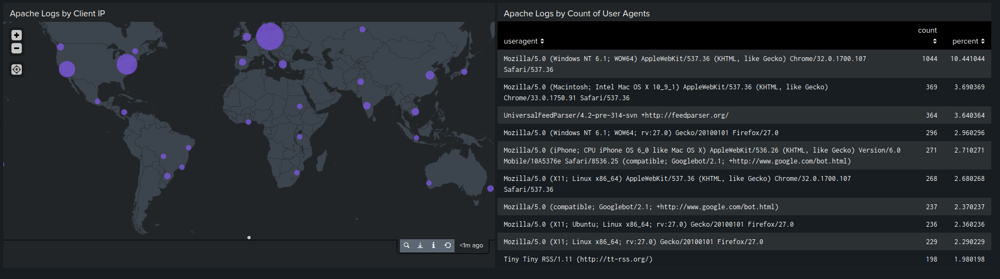 Apache Logs by Client IP
<1m ago
Apache Logs by Count of User Agents
useragent
count
percent
Mozilla/5.0 (Windows NT 6.1; WOW64) AppleWebKit/537.36 (KHTML, like Gecko) Chrome/32.0.1700.107
Safari/537.36
1044
10.441044
Mozilla/5.0 (Macintosh; Intel Mac OS X 10_9_1) AppleWebKit/537.36 (KHTML, like Gecko)
Chrome/33.0.1750.91 Safari/537.36
369
3.690369
UniversalFeedParser/4.2-pre-314-svn +http://feedparser.org/
364
3.640364
Mozilla/5.0 (Windows NT 6.1; WOW64; rv:27.0) Gecko/20100101 Firefox/27.0
296
2.960296
Mozilla/5.0 (iPhone; CPU iPhone OS 6_0 like Mac OS X) AppleWebKit/536.26 (KHTML, like Gecko) Version/6.0
Mobile/10A5376e Safari/8536.25 (compatible; Googlebot/2.1; +http://www.google.com/bot.html)
271
2.710271
Mozilla/5.0 (X11; Linux x86_64) AppleWebKit/537.36 (KHTML, like Gecko) Chrome/32.0.1700.107
Safari/537.36
268
2.680268
Mozilla/5.0 (compatible; Googlebot/2.1; +http://www.google.com/bot.html)
237
2.370237
Mozilla/5.0 (X11; Ubuntu; Linux x86_64; rv:27.0) Gecko/20100101 Firefox/27.0
236
2.360236
Mozilla/5.0 (X11; Linux x86_64; rv:27.0) Gecko/20100101 Firefox/27.0
229
2.290229
Tiny Tiny RSS/1.11 (http://tt-rss.org/)
198
1.980198